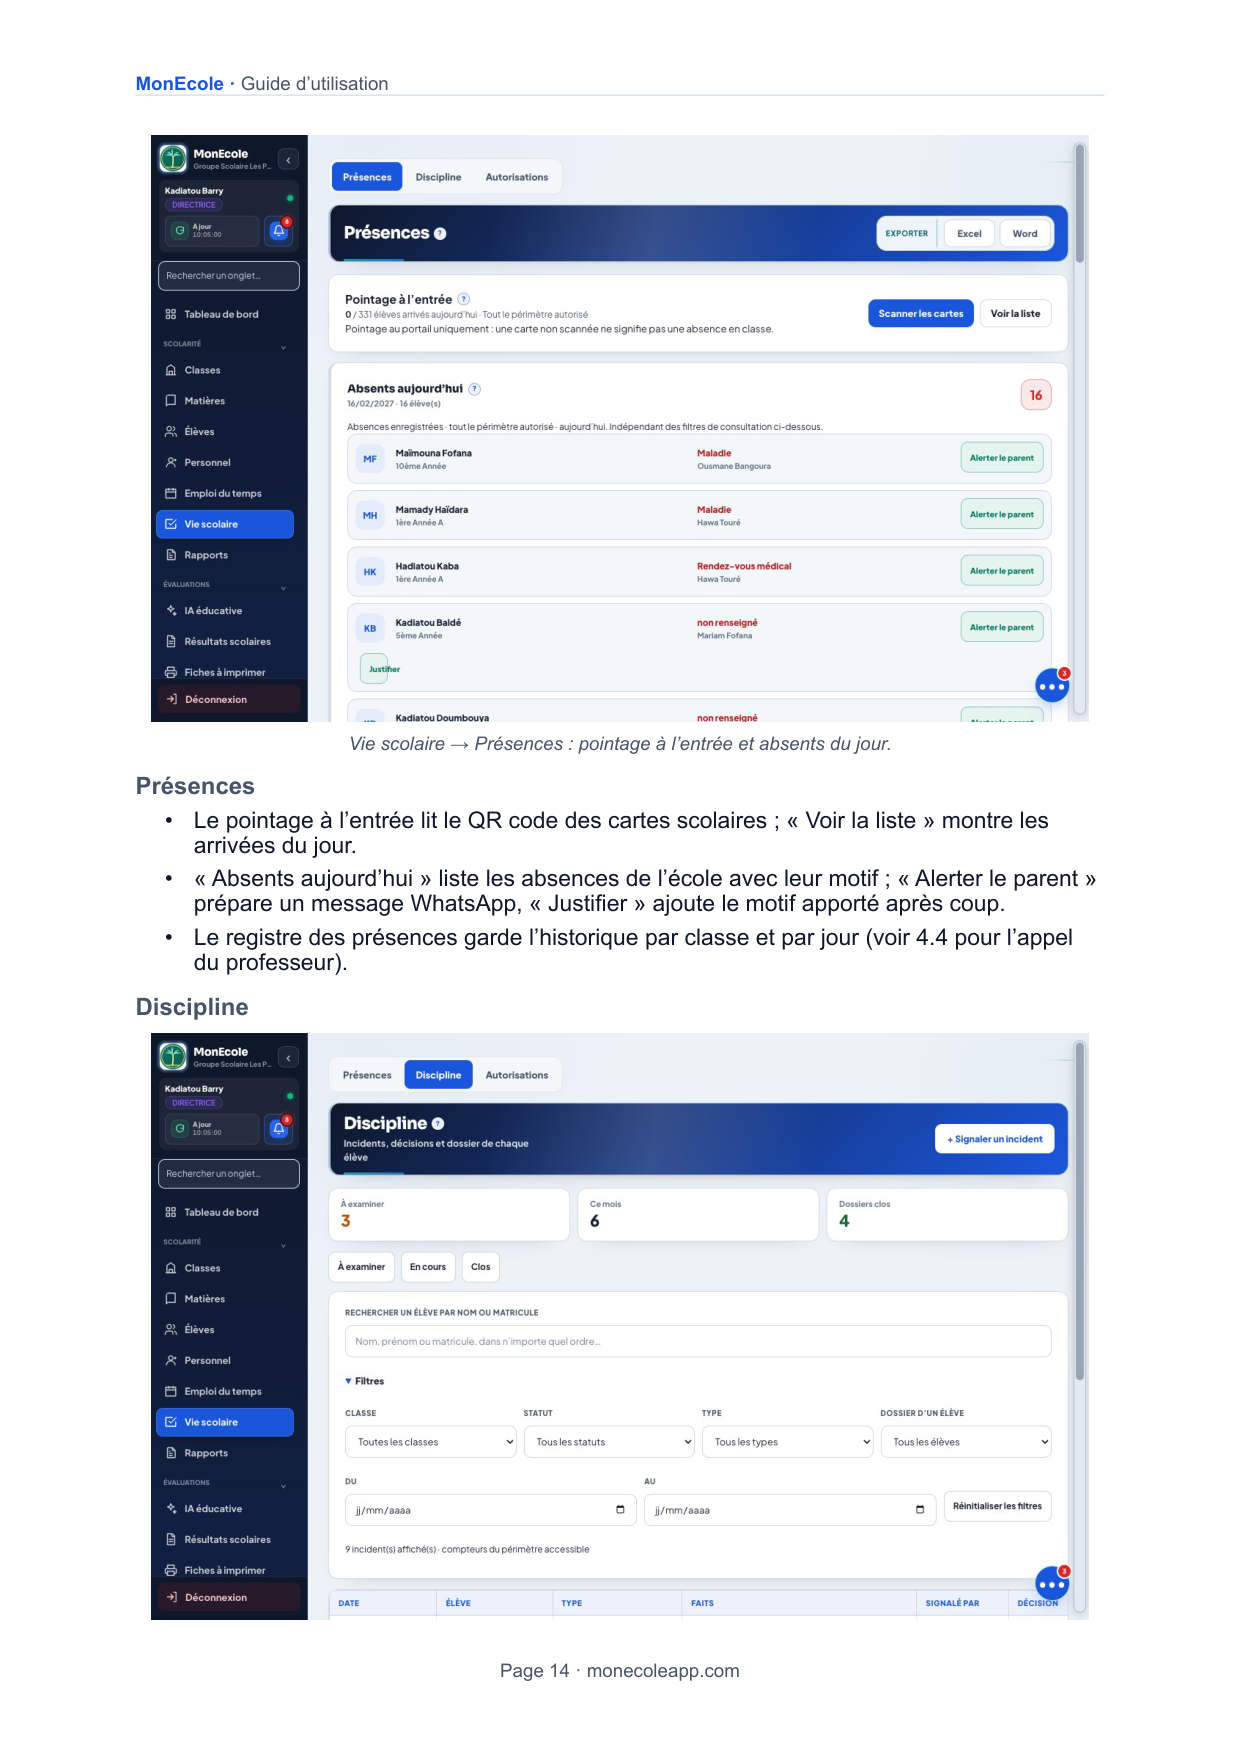 MonEcole · Guide d’utilisation
MonEcole
Groupe Scolaire Les P...
Kadiatou Barry
DIRECTRICE
À jour
10:05:00
8
Rechercher un onglet...
Tableau de bord
SCOLARITÉ
Classes
Matières
Élèves
Personnel
Emploi du temps
Vie scolaire
Rapports
ÉVALUATIONS
IA éducative
Résultats scolaires
Fiches à imprimer
Déconnexion
Présences Discipline Autorisations
Présences ?
EXPORTER Excel Word
Pointage à l’entrée ?
0 / 331 élèves arrivés aujourd’hui · Tout le périmètre autorisé
Pointage au portail uniquement : une carte non scannée ne signifie pas une absence en classe.
Scanner les cartes Voir la liste
Absents aujourd’hui ?
16/02/2027 · 16 élève(s)
16
Absences enregistrées · tout le périmètre autorisé · aujourd’hui. Indépendant des filtres de consultation ci-dessous.
MF Maïmouna Fofana Maladie Alerter le parent
10ème Année Ousmane Bangoura
MH Mamady Haïdara Maladie Alerter le parent
1ère Année A Hawa Touré
HK Hadiatou Kaba Rendez-vous médical Alerter le parent
1ère Année A Hawa Touré
KB Kadiatou Baldé non renseigné Alerter le parent
5ème Année Mariam Fofana
Justifier
3
KD Kadiatou Doumbouya non renseigné Alerter le parent
Vie scolaire → Présences : pointage à l’entrée et absents du jour.
Présences
• Le pointage à l’entrée lit le QR code des cartes scolaires ; « Voir la liste » montre les
arrivées du jour.
• « Absents aujourd’hui » liste les absences de l’école avec leur motif ; « Alerter le parent »
prépare un message WhatsApp, « Justifier » ajoute le motif apporté après coup.
• Le registre des présences garde l’historique par classe et par jour (voir 4.4 pour l’appel
du professeur).
Discipline
MonEcole
Groupe Scolaire Les P...
Kadiatou Barry
DIRECTRICE
À jour
10:05:00
8
Rechercher un onglet...
Tableau de bord
SCOLARITÉ
Classes
Matières
Élèves
Personnel
Emploi du temps
Vie scolaire
Rapports
ÉVALUATIONS
IA éducative
Résultats scolaires
Fiches à imprimer
Déconnexion
Présences Discipline Autorisations
Discipline ?
Incidents, décisions et dossier de chaque
élève
+ Signaler un incident
À examiner Ce mois Dossiers clos
3 6 4
À examiner En cours Clos
RECHERCHER UN ÉLÈVE PAR NOM OU MATRICULE
Nom, prénom ou matricule, dans n’importe quel ordre...
▼ Filtres
CLASSE STATUT TYPE DOSSIER D’UN ÉLÈVE
Toutes les classes Tous les statuts Tous les types Tous les élèves
DU AU
jj/mm/aaaa jj/mm/aaaa Réinitialiser les filtres
9 incident(s) affiché(s) · compteurs du périmètre accessible
3
DATE ÉLÈVE TYPE FAITS SIGNALÉ PAR DÉCISION
Page 14 · monecoleapp.com